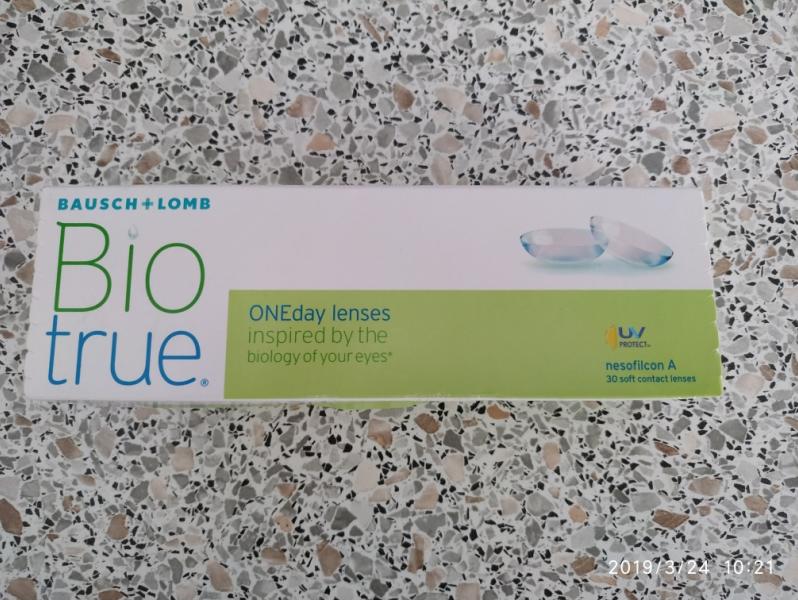 BAUSCH+LOMB
Bio
true®
ONEday lenses
inspired by the
biology of your eyes*
UV
PROTECT™
nesofilcon A
30 soft contact lenses
2019/3/24 10:21